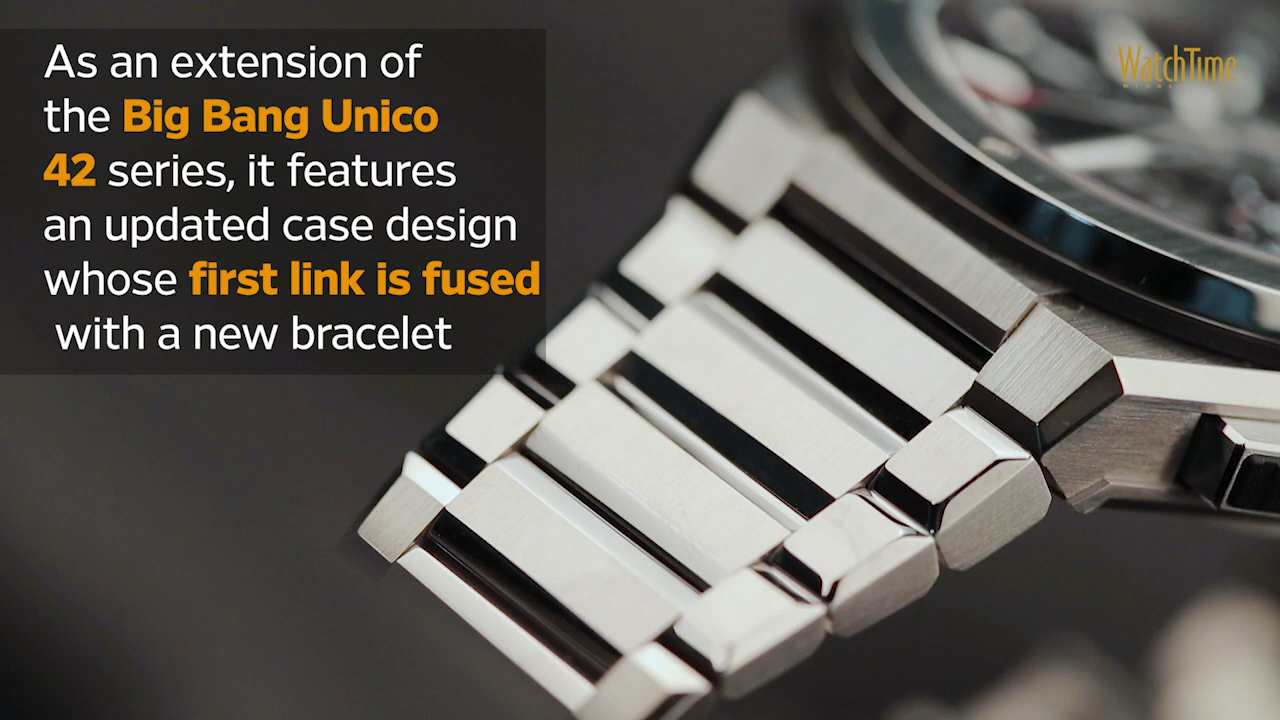 As an extension of
the Big Bang Unico
42 series, it features
an updated case design
whose first link is fused
with a new bracelet
WatchTime